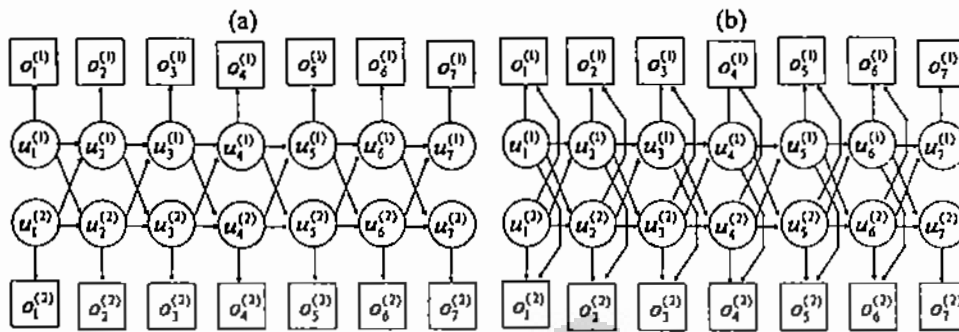 (a) (b)
o₁⁽¹⁾ o₂⁽¹⁾ o₃⁽¹⁾ o₄⁽¹⁾ o₅⁽¹⁾ o₆⁽¹⁾ o₇⁽¹⁾ o₁⁽¹⁾ o₂⁽¹⁾ o₃⁽¹⁾ o₄⁽¹⁾ o₅⁽¹⁾ o₆⁽¹⁾ o₇⁽¹⁾
u₁⁽¹⁾ u₂⁽¹⁾ u₃⁽¹⁾ u₄⁽¹⁾ u₅⁽¹⁾ u₆⁽¹⁾ u₇⁽¹⁾ u₁⁽¹⁾ u₂⁽¹⁾ u₃⁽¹⁾ u₄⁽¹⁾ u₅⁽¹⁾ u₆⁽¹⁾ u₇⁽¹⁾
u₁⁽²⁾ u₂⁽²⁾ u₃⁽²⁾ u₄⁽²⁾ u₅⁽²⁾ u₆⁽²⁾ u₇⁽²⁾ u₁⁽²⁾ u₂⁽²⁾ u₃⁽²⁾ u₄⁽²⁾ u₅⁽²⁾ u₆⁽²⁾ u₇⁽²⁾
o₁⁽²⁾ o₂⁽²⁾ o₃⁽²⁾ o₄⁽²⁾ o₅⁽²⁾ o₆⁽²⁾ o₇⁽²⁾ o₁⁽²⁾ o₂⁽²⁾ o₃⁽²⁾ o₄⁽²⁾ o₅⁽²⁾ o₆⁽²⁾ o₇⁽²⁾